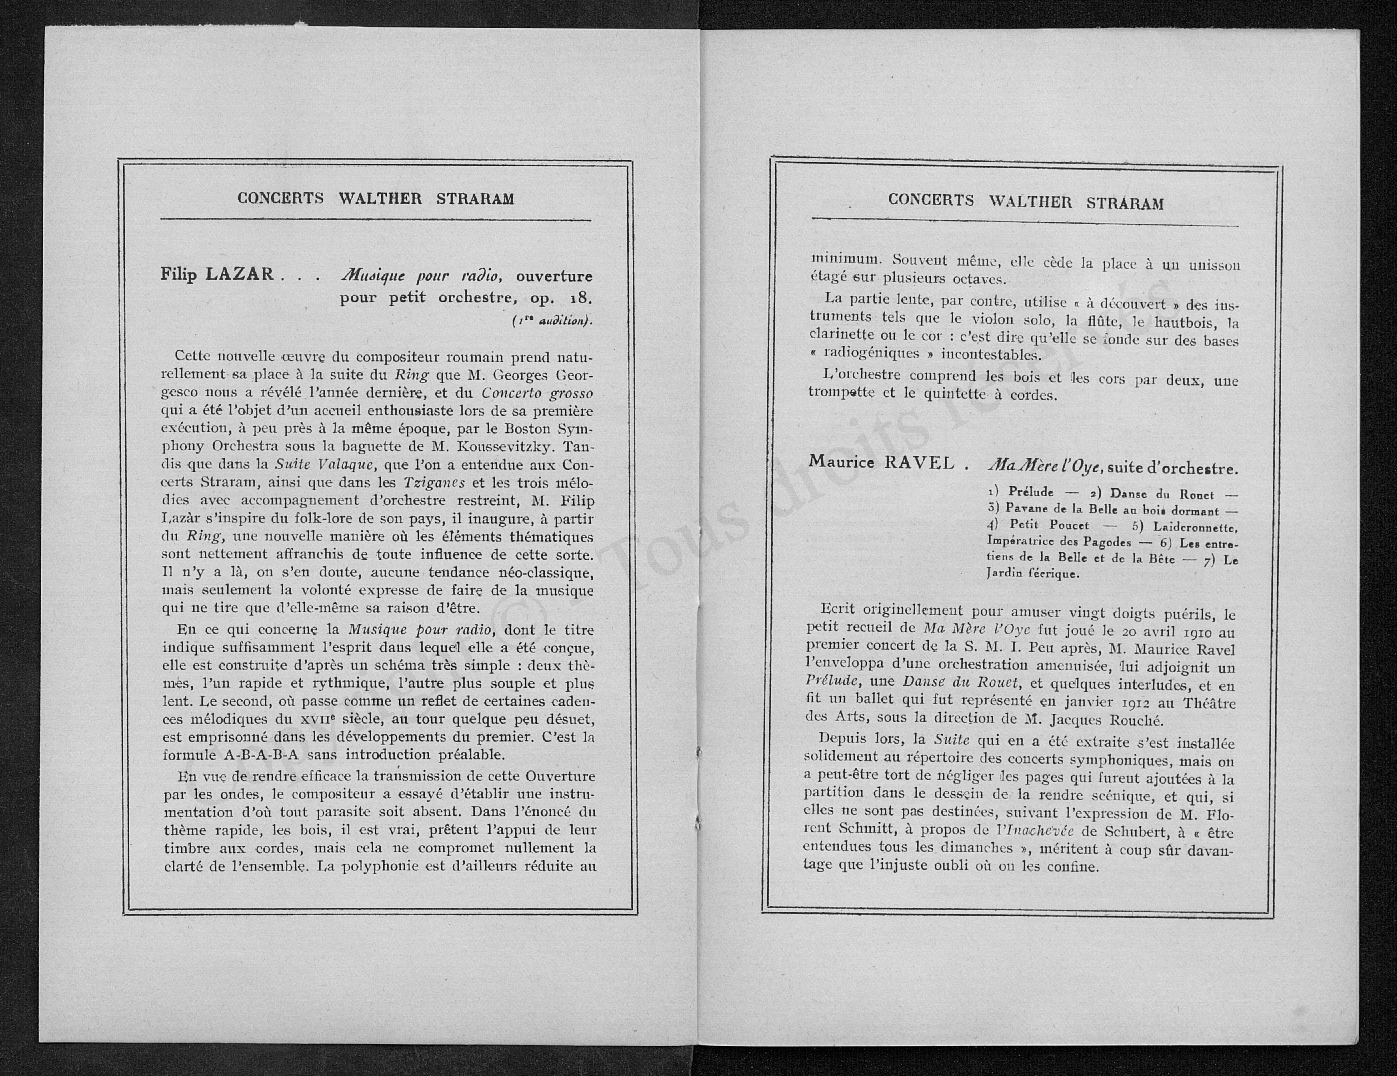 CONCERTS WALTHER STRARAM
Filip LAZAR . . . Musique pour radio, ouverture
pour petit orchestre, op. 18.
(1re audition).
Cette nouvelle œuvre du compositeur roumain prend natu-
rellement sa place à la suite du Ring que M. Georges Geor-
gesco nous a révélé l'année dernière, et du Concerto grosso
qui a été l'objet d'un accueil enthousiaste lors de sa première
exécution, à peu près à la même époque, par le Boston Sym-
phony Orchestra sous la baguette de M. Koussevitzky. Tan-
dis que dans la Suite Valaque, que l'on a entendue aux Con-
certs Straram, ainsi que dans les Tziganes et les trois mélo-
dies avec accompagnement d'orchestre restreint, M. Filip
Lazàr s'inspire du folk-lore de son pays, il inaugure, à partir
du Ring, une nouvelle manière où les éléments thématiques
sont nettement affranchis de toute influence de cette sorte.
Il n'y a là, on s'en doute, aucune tendance néo-classique,
mais seulement la volonté expresse de faire de la musique
qui ne tire que d'elle-même sa raison d'être.
En ce qui concerne la Musique pour radio, dont le titre
indique suffisamment l'esprit dans lequel elle a été conçue,
elle est construite d'après un schéma très simple : deux thè-
mes, l'un rapide et rythmique, l'autre plus souple et plus
lent. Le second, où passe comme un reflet de certaines caden-
ces mélodiques du XVIIe siècle, au tour quelque peu désuet,
est emprisonné dans les développements du premier. C'est la
formule A-B-A-B-A sans introduction préalable.
En vue de rendre efficace la transmission de cette Ouverture
par les ondes, le compositeur a essayé d'établir une instru-
mentation d'où tout parasite soit absent. Dans l'énoncé du
thème rapide, les bois, il est vrai, prêtent l'appui de leur
timbre aux cordes, mais cela ne compromet nullement la
clarté de l'ensemble. La polyphonie est d'ailleurs réduite au
CONCERTS WALTHER STRARAM
minimum. Souvent même, elle cède la place à un unisson
étagé sur plusieurs octaves.
La partie lente, par contre, utilise « à découvert » des ins-
truments tels que le violon solo, la flûte, le hautbois, la
clarinette ou le cor : c'est dire qu'elle se fonde sur des bases
« radiogéniques » incontestables.
L'orchestre comprend les bois et les cors par deux, une
trompette et le quintette à cordes.
Maurice RAVEL . Ma Mère l'Oye, suite d'orchestre.
1) Prélude — 2) Danse du Rouet —
3) Pavane de la Belle au bois dormant —
4) Petit Poucet — 5) Laideronnette,
Impératrice des Pagodes — 6) Les entre-
tiens de la Belle et de la Bête — 7) Le
Jardin féerique.
Ecrit originellement pour amuser vingt doigts puérils, le
petit recueil de Ma Mère l'Oye fut joué le 20 avril 1910 au
premier concert de la S. M. I. Peu après, M. Maurice Ravel
l'enveloppa d'une orchestration amenuisée, lui adjoignit un
Prélude, une Danse du Rouet, et quelques interludes, et en
fit un ballet qui fut représenté en janvier 1912 au Théâtre
des Arts, sous la direction de M. Jacques Rouché.
Depuis lors, la Suite qui en a été extraite s'est installée
solidement au répertoire des concerts symphoniques, mais on
a peut-être tort de négliger les pages qui furent ajoutées à la
partition dans le dessein de la rendre scénique, et qui, si
elles ne sont pas destinées, suivant l'expression de M. Flo-
rent Schmitt, à propos de l'Inachevée de Schubert, à « être
entendues tous les dimanches », méritent à coup sûr davan-
tage que l'injuste oubli où on les confine.
© Tous droits réservés